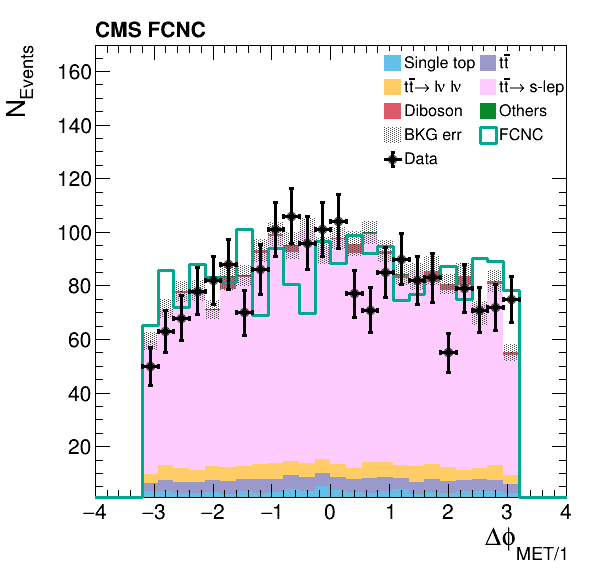 CMS FCNC
N_Events
160
140
120
100
80
60
40
20
Single top
tt̄
tt̄→ lν lν
tt̄→ s-lep
Diboson
Others
BKG err
FCNC
Data
−4 −3 −2 −1 0 1 2 3 4
Δϕ_MET/1